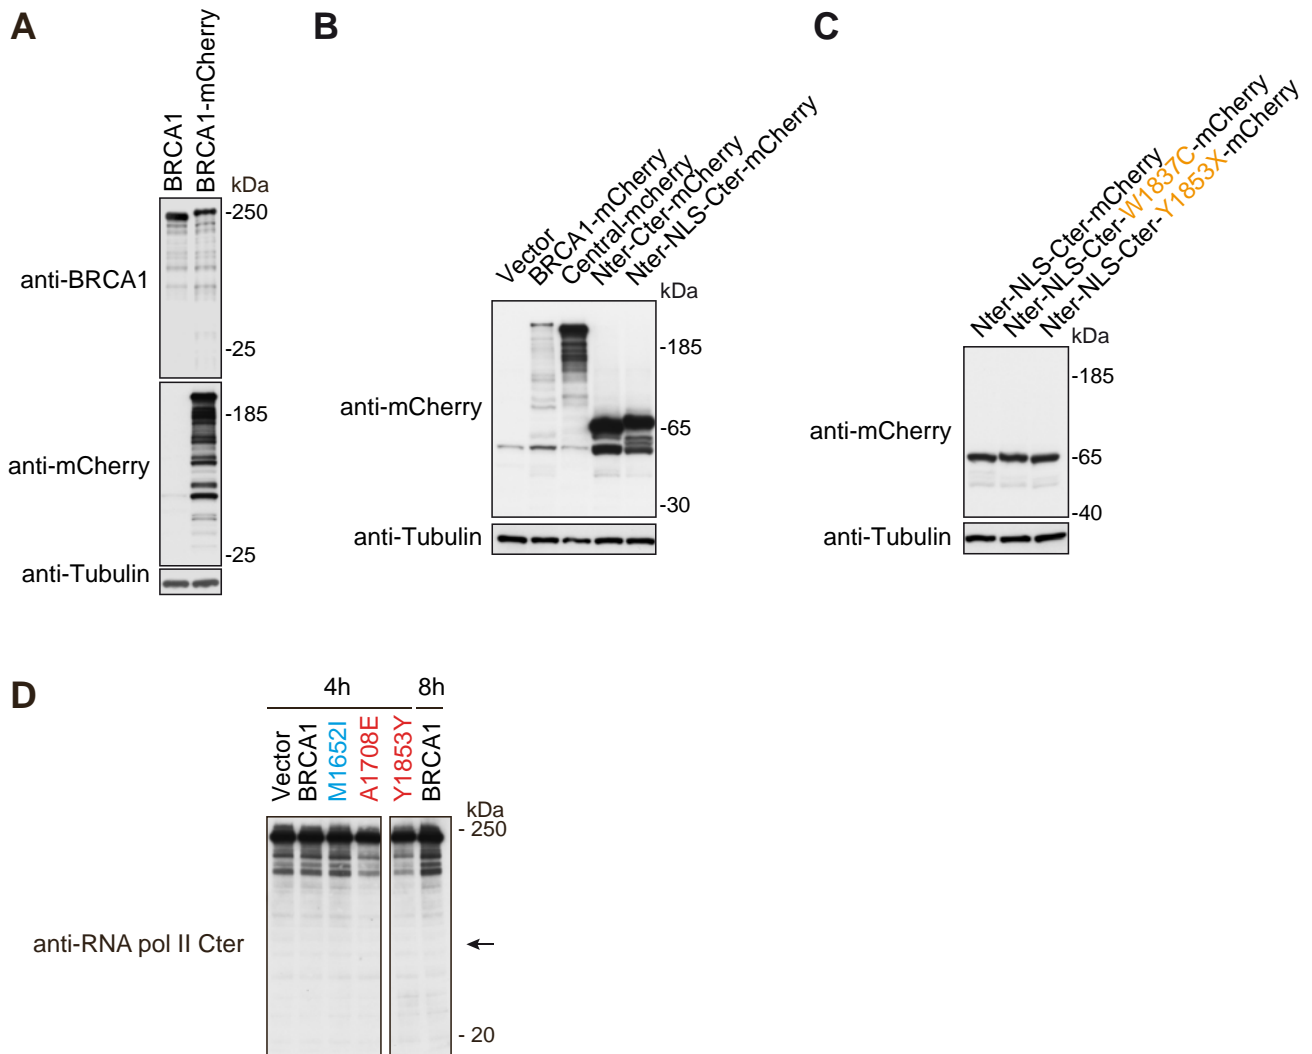 A
BRCA1
BRCA1-mCherry
kDa
-250
anti-BRCA1
-25
-185
anti-mCherry
-25
anti-Tubulin
B
Vector
BRCA1-mCherry
Central-mcherry
Nter-Cter-mCherry
Nter-NLS-Cter-mCherry
kDa
-185
anti-mCherry
-65
-30
anti-Tubulin
C
Nter-NLS-Cter-mCherry
Nter-NLS-Cter-W1837C-mCherry
Nter-NLS-Cter-Y1853X-mCherry
kDa
-185
anti-mCherry
-65
-40
anti-Tubulin
D
4h
8h
Vector
BRCA1
M1652I
A1708E
Y1853Y
BRCA1
kDa
- 250
anti-RNA pol II Cter
- 20